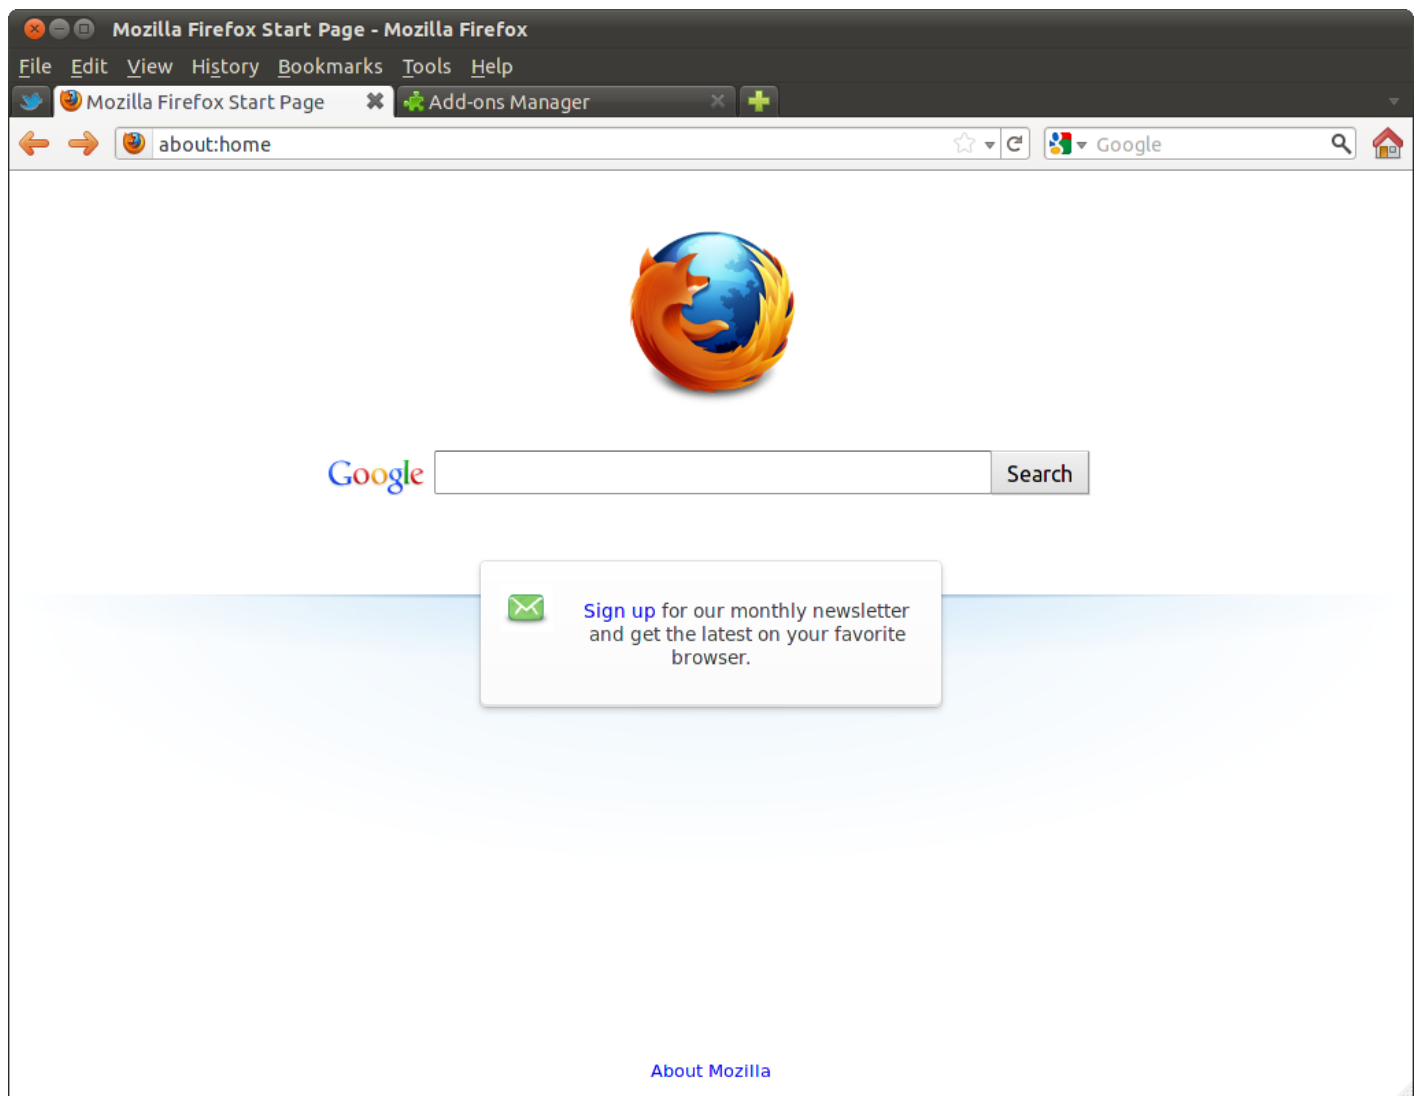 Mozilla Firefox Start Page - Mozilla Firefox
File Edit View History Bookmarks Tools Help
Mozilla Firefox Start Page Add-ons Manager
about:home Google
Google Search
Sign up for our monthly newsletter
and get the latest on your favorite
browser.
About Mozilla